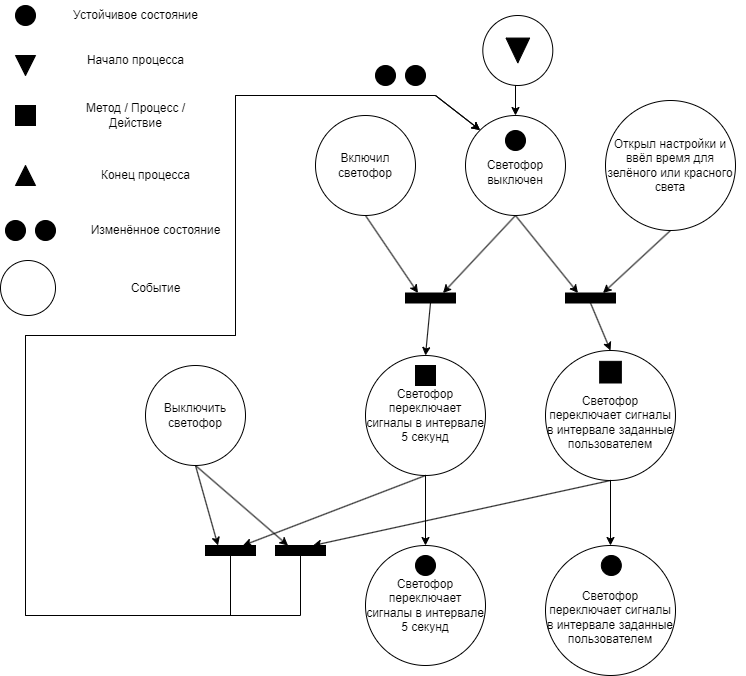 Устойчивое состояние
Начало процесса
Метод / Процесс /
Действие
Конец процесса
Изменённое состояние
Событие
Включил
светофор
Светофор
выключен
Открыл настройки и
ввёл время для
зелёного или красного
света
Выключить
светофор
Светофор
переключает
сигналы в интервале
5 секунд
Светофор
переключает сигналы
в интервале заданные
пользователем
Светофор
переключает
сигналы в интервале
5 секунд
Светофор
переключает сигналы
в интервале заданные
пользователем